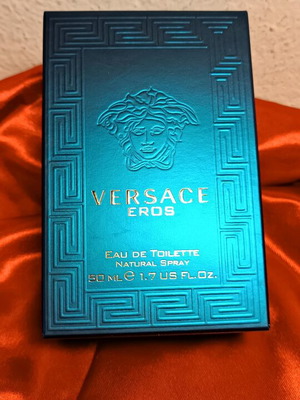 VERSACE
EROS
EAU DE TOILETTE
NATURAL SPRAY
50 ML ℮ 1.7 US FL.OZ.